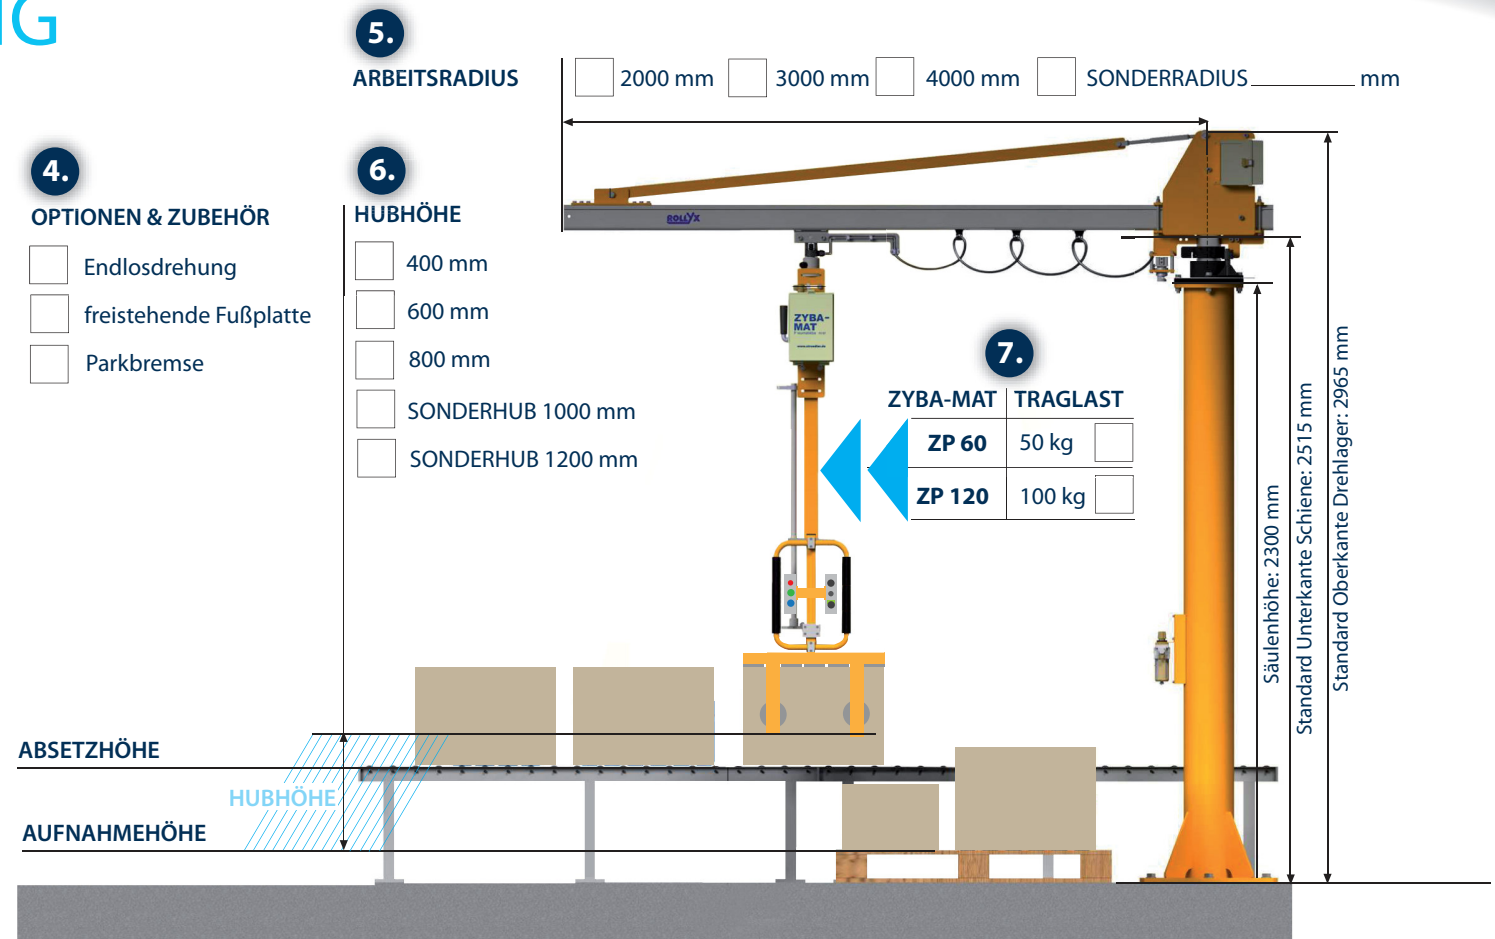 IG
5.
ARBEITSRADIUS
2000 mm
3000 mm
4000 mm
SONDERRADIUS__________ mm
4.
OPTIONEN & ZUBEHÖR
Endlosdrehung
freistehende Fußplatte
Parkbremse
6.
HUBHÖHE
400 mm
600 mm
800 mm
SONDERHUB 1000 mm
SONDERHUB 1200 mm
ROLLYX
ZYBA-
MAT
7.
ZYBA-MAT TRAGLAST
ZP 60 50 kg
ZP 120 100 kg
Säulenhöhe: 2300 mm
Standard Unterkante Schiene: 2515 mm
Standard Oberkante Drehlager: 2965 mm
ABSETZHÖHE
HUBHÖHE
AUFNAHMEHÖHE